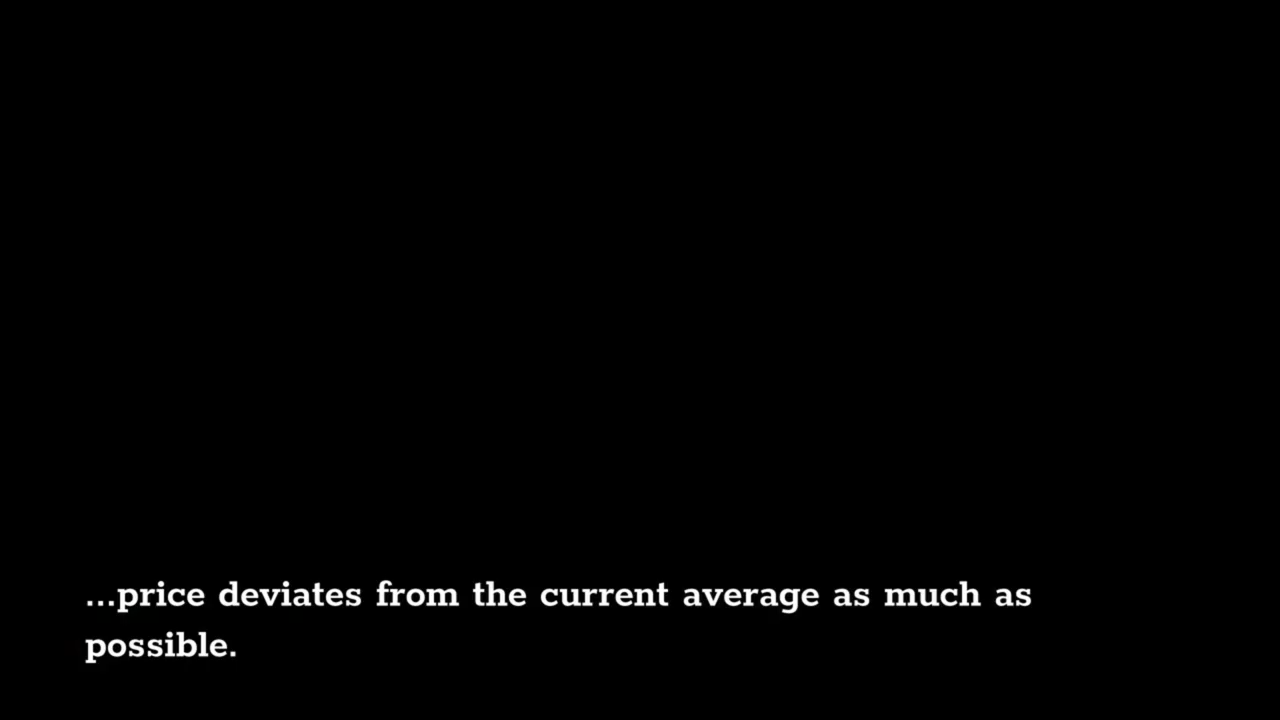 ...price deviates from the current average as much as
possible.